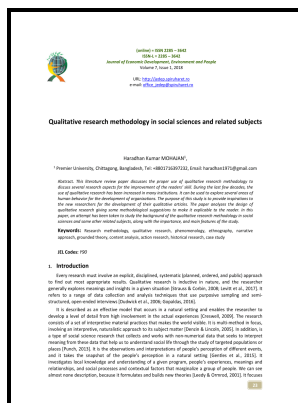 (online) = ISSN 2285 – 3642
ISSN-L = 2285 – 3642
Journal of Economic Development, Environment and People
Volume 7, Issue 1, 2018
URL: http://jedep.spiruharet.ro
e-mail: office_jedep@spiruharet.ro
Qualitative research methodology in social sciences and related subjects
Haradhan Kumar MOHAJAN¹,
¹ Premier University, Chittagong, Bangladesh, Tel: +8801716397232, Email: haradhan1971@gmail.com
Abstract. This literature review paper discusses the proper use of qualitative research methodology to
discuss several research aspects for the improvement of the readers' skill. During the last few decades, the
use of qualitative research has been increased in many institutions. It can be used to explore several areas of
human behavior for the development of organizations. The purpose of this study is to provide inspirations to
the new researchers for the development of their qualitative articles. The paper analyzes the design of
qualitative research giving some methodological suggestions to make it explicable to the reader. In this
paper, an attempt has been taken to study the background of the qualitative research methodology in social
sciences and some other related subjects, along with the importance, and main features of the study.
Keywords: Research methodology, qualitative research, phenomenology, ethnography, narrative
approach, grounded theory, content analysis, action research, historical research, case study
JEL Codes: P30
1. Introduction
Every research must involve an explicit, disciplined, systematic (planned, ordered, and public) approach
to find out most appropriate results. Qualitative research is inductive in nature, and the researcher
generally explores meanings and insights in a given situation [Strauss & Corbin, 2008; Levitt et al., 2017]. It
refers to a range of data collection and analysis techniques that use purposive sampling and semi-
structured, open-ended interviews [Dudwick et al., 2006; Gopaldas, 2016].
It is described as an effective model that occurs in a natural setting and enables the researcher to
develop a level of detail from high involvement in the actual experiences [Creswell, 2009]. The research
consists of a set of interpretive material practices that makes the world visible. It is multi-method in focus,
involving an interpretive, naturalistic approach to its subject matter [Denzin & Lincoln, 2005]. In addition, a
type of social science research that collects and works with non-numerical data that seeks to interpret
meaning from these data that help us to understand social life through the study of targeted populations or
places [Punch, 2013]. It is the observations and interpretations of people's perception of different events,
and it takes the snapshot of the people's perception in a natural setting [Gentles et al., 2015]. It
investigates local knowledge and understanding of a given program, people's experiences, meanings and
relationships, and social processes and contextual factors that marginalize a group of people. We can see
almost none description, because it formulates and builds new theories [Leedy & Ormrod, 2001]. It focuses